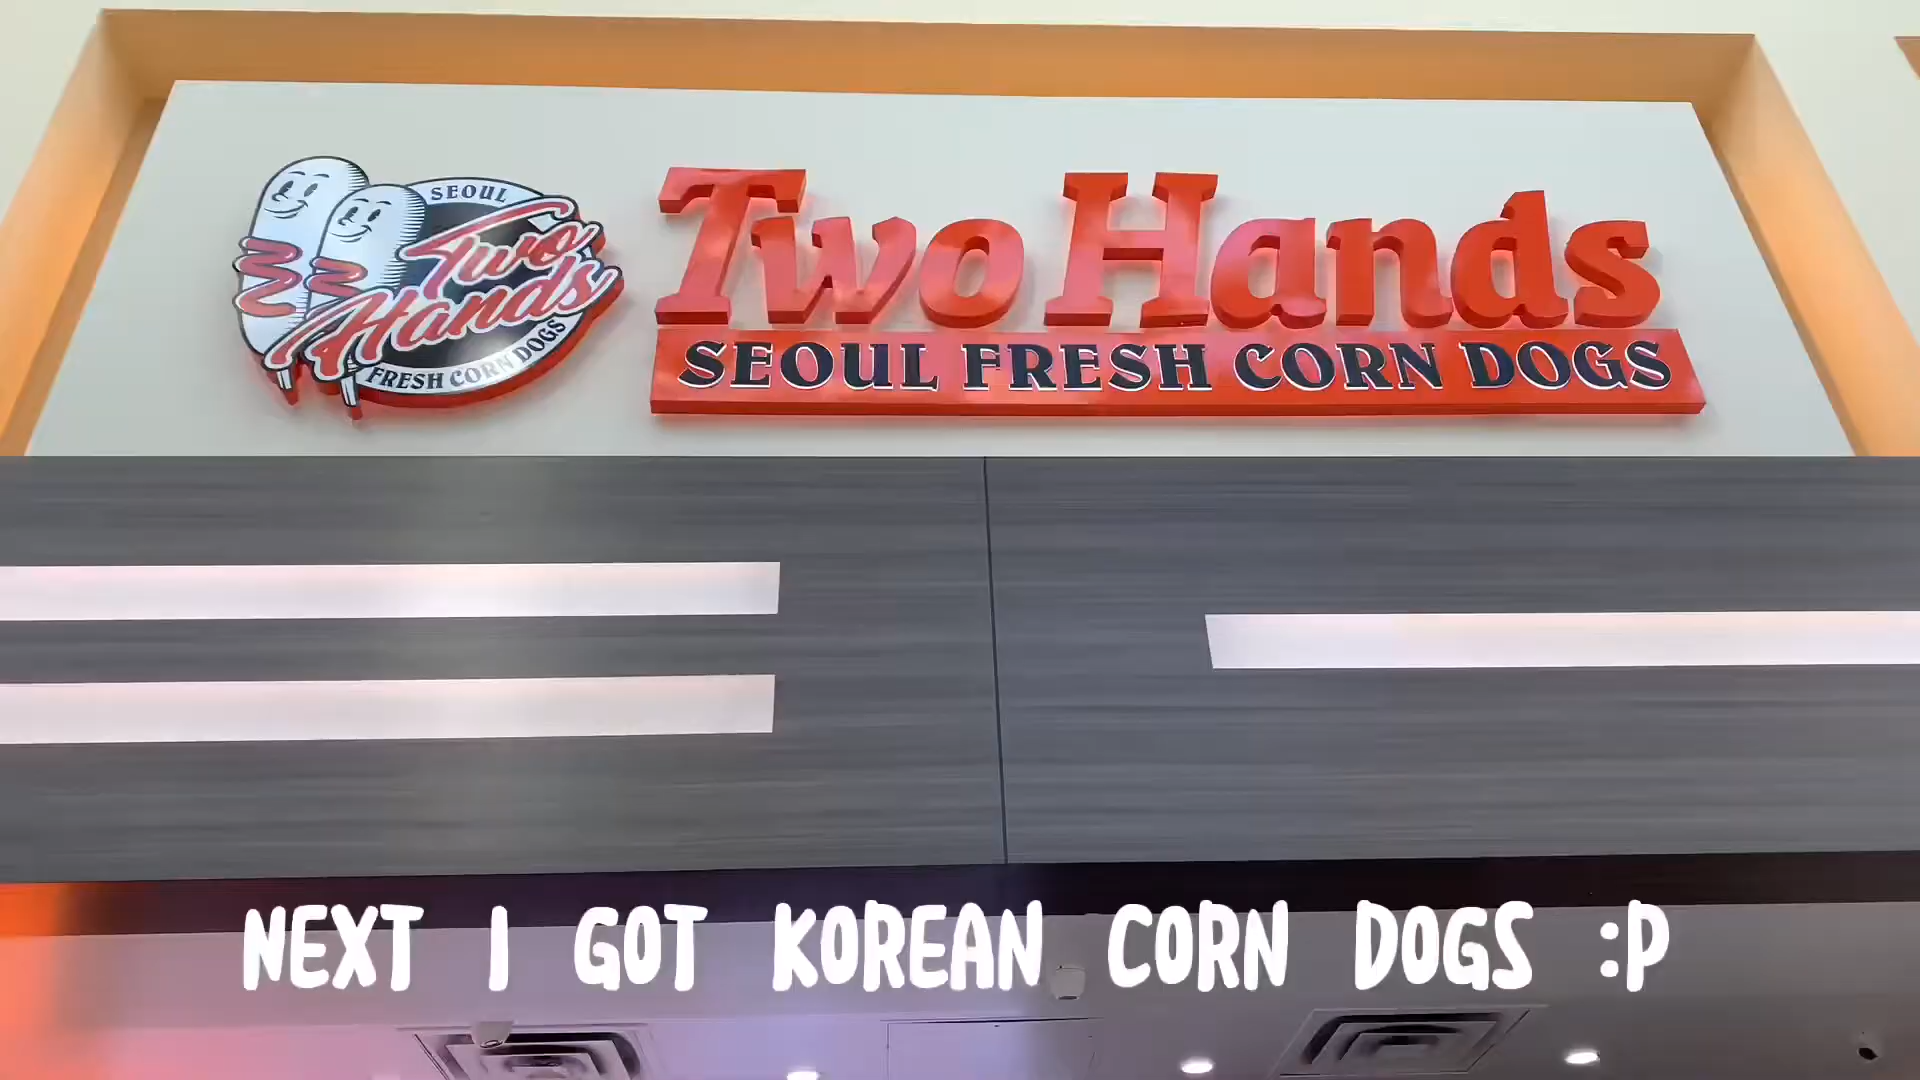 SEOUL
Two
Hands
FRESH CORN DOGS
Two Hands
SEOUL FRESH CORN DOGS
NEXT I GOT KOREAN CORN DOGS :P